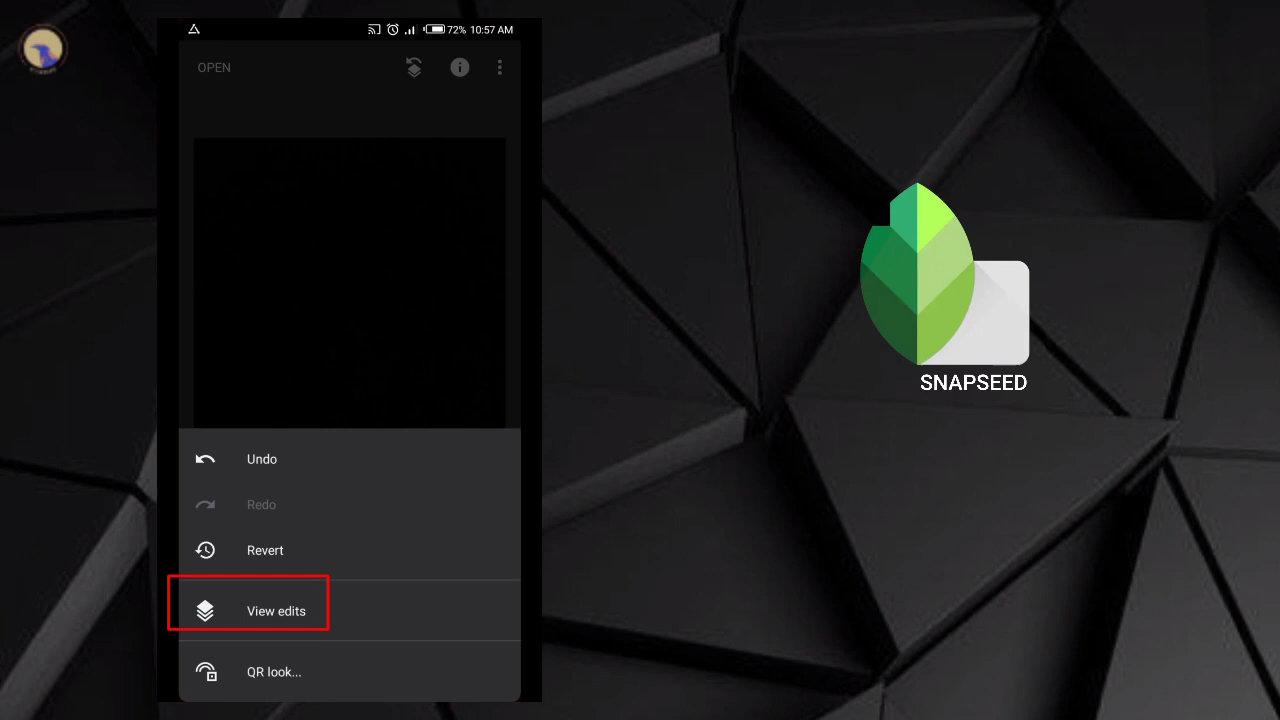 72% 10:57 AM
OPEN
Undo
Redo
Revert
View edits
QR look...
SNAPSEED